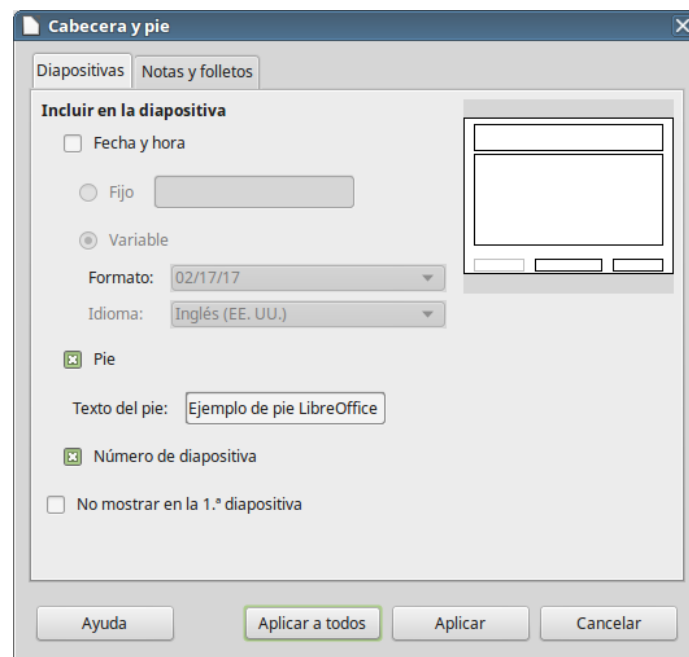 Cabecera y pie
Diapositivas Notas y folletos
Incluir en la diapositiva
Fecha y hora
Fijo
Variable
Formato: 02/17/17
Idioma: Inglés (EE. UU.)
Pie
Texto del pie: Ejemplo de pie LibreOffice
Número de diapositiva
No mostrar en la 1.ª diapositiva
Ayuda Aplicar a todos Aplicar Cancelar